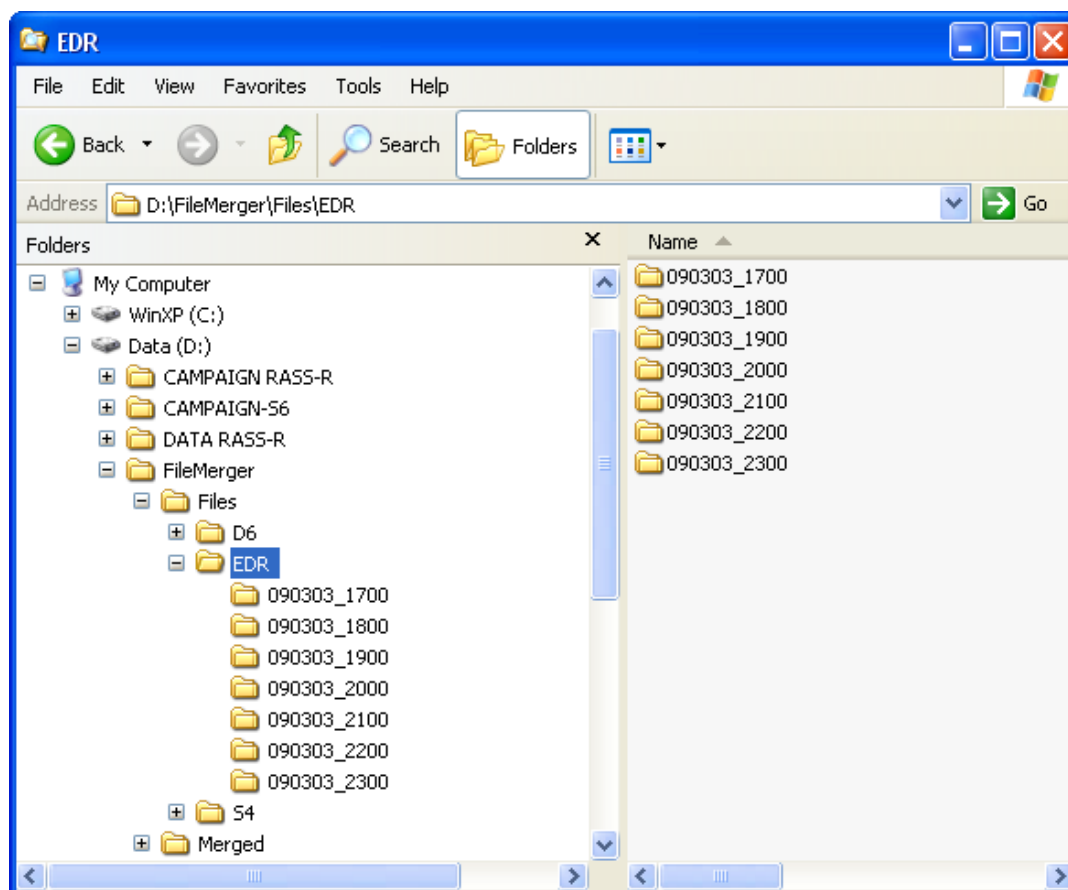 EDR
File Edit View Favorites Tools Help
Back Search Folders
Address D:\FileMerger\Files\EDR Go
Folders
My Computer
WinXP (C:)
Data (D:)
CAMPAIGN RASS-R
CAMPAIGN-S6
DATA RASS-R
FileMerger
Files
D6
EDR
090303_1700
090303_1800
090303_1900
090303_2000
090303_2100
090303_2200
090303_2300
S4
Merged
Name
090303_1700
090303_1800
090303_1900
090303_2000
090303_2100
090303_2200
090303_2300